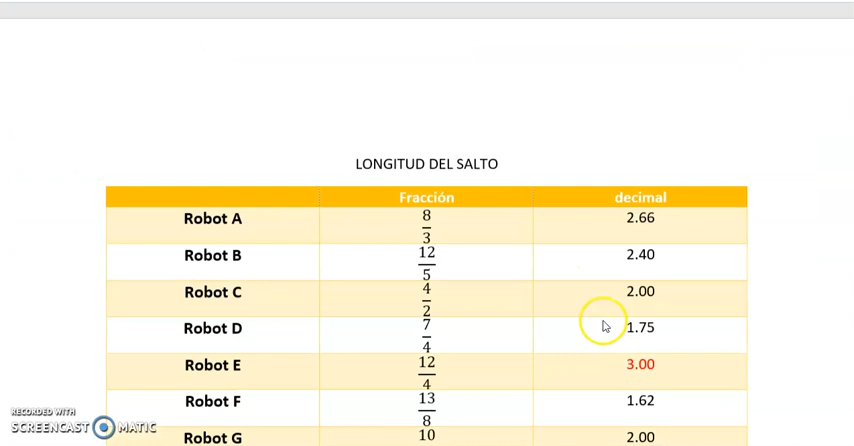 LONGITUD DEL SALTO
Fracción decimal
Robot A 8/3 2.66
Robot B 12/5 2.40
Robot C 4/2 2.00
Robot D 7/4 1.75
Robot E 12/4 3.00
Robot F 13/8 1.62
Robot G 10 2.00
RECORDED WITH
SCREENCAST MATIC